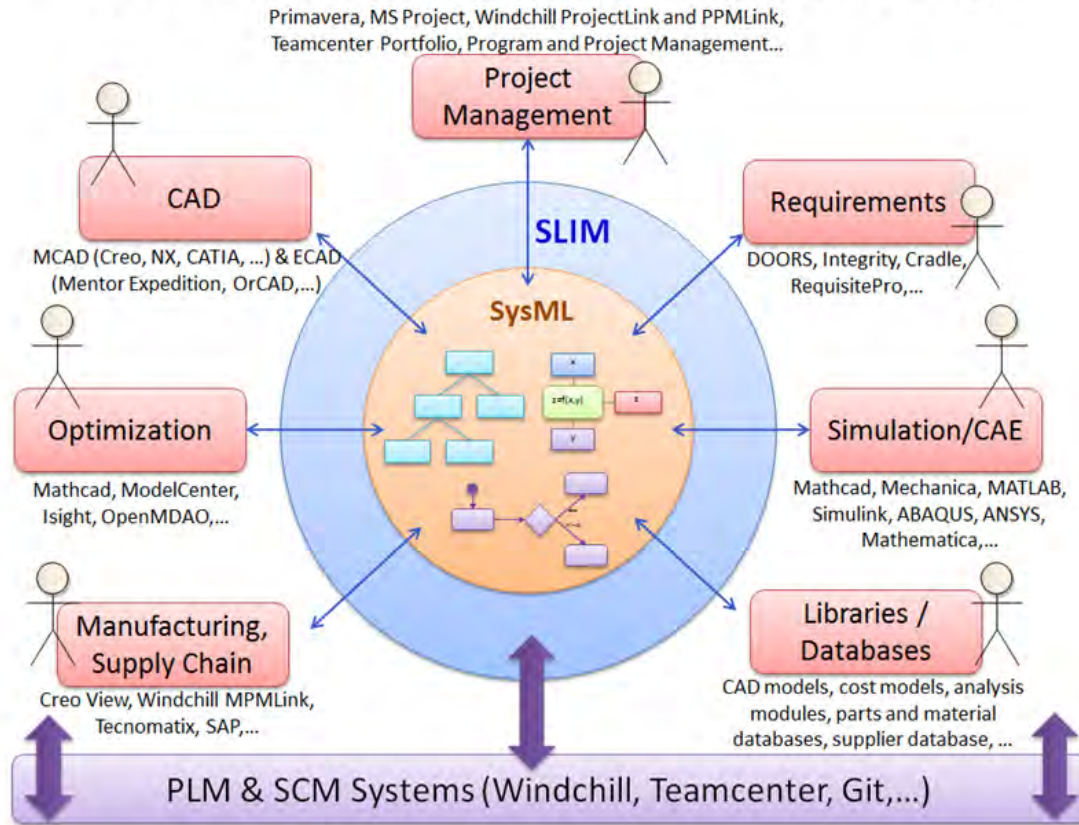 Primavera, MS Project, Windchill ProjectLink and PPMLink,
Teamcenter Portfolio, Program and Project Management…
Project
Management
CAD
MCAD (Creo, NX, CATIA, …) & ECAD
(Mentor Expedition, OrCAD,…)
Requirements
DOORS, Integrity, Cradle,
RequisitePro,…
SLIM
SysML
x
z=f(x,y)
z
y
Optimization
Mathcad, ModelCenter,
Isight, OpenMDAO,…
Simulation/CAE
Mathcad, Mechanica, MATLAB,
Simulink, ABAQUS, ANSYS,
Mathematica,…
Manufacturing,
Supply Chain
Creo View, Windchill MPMLink,
Tecnomatix, SAP,…
Libraries /
Databases
CAD models, cost models, analysis
modules, parts and material
databases, supplier database, …
PLM & SCM Systems (Windchill, Teamcenter, Git,…)